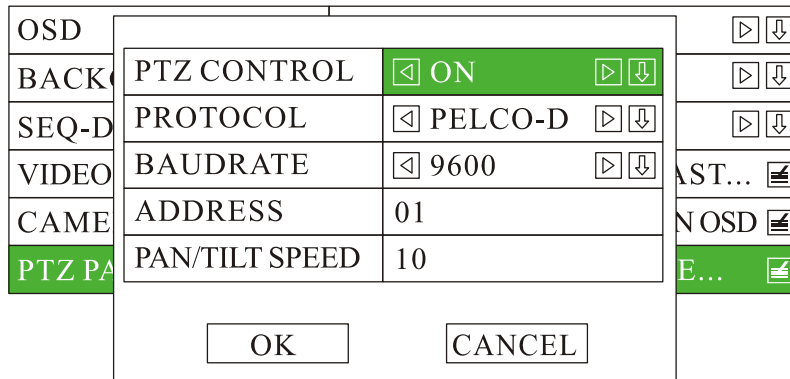 OSD
BACK
PTZ CONTROL ON
SEQ-D
PROTOCOL PELCO-D
VIDEO
BAUDRATE 9600
AST...
CAME
ADDRESS 01
N OSD
PTZ PA
PAN/TILT SPEED 10
E...
OK CANCEL